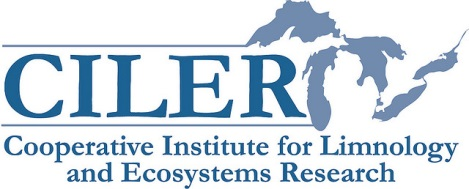 CILER
Cooperative Institute for Limnology
and Ecosystems Research